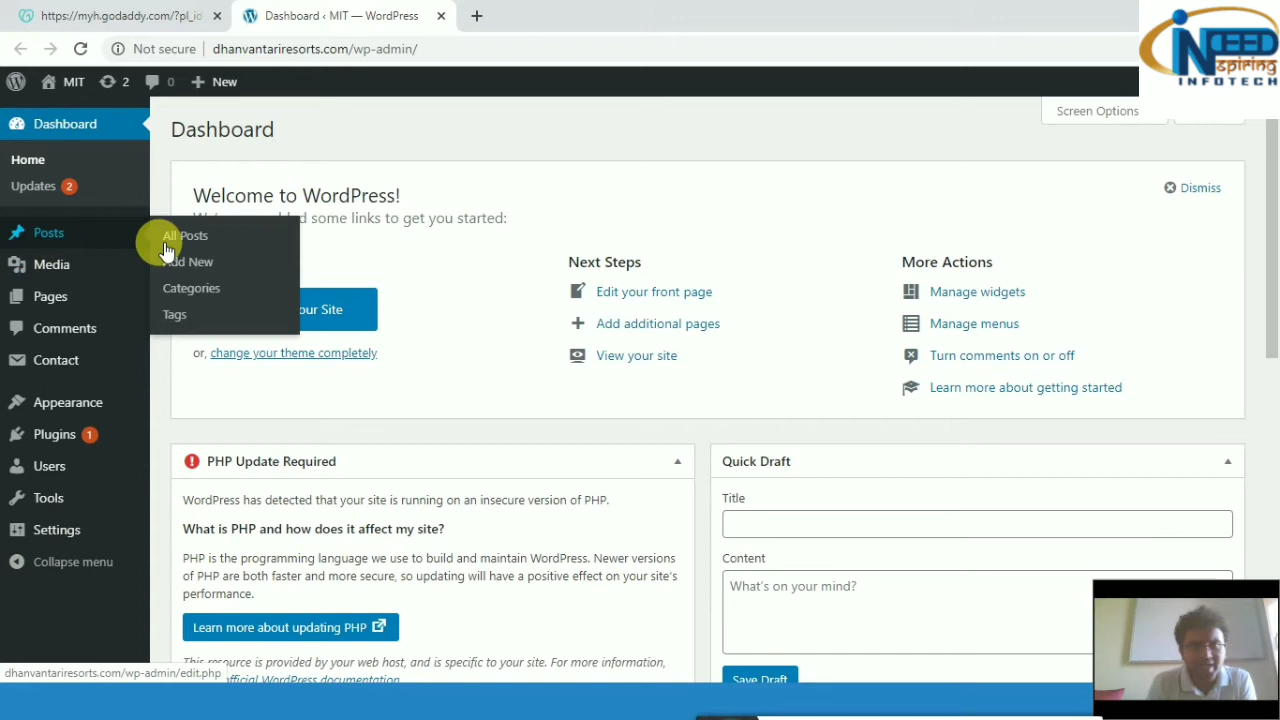 https://myh.godaddy.com/?pl_id
Dashboard ‹ MIT — WordPress
Not secure
dhanvantariresorts.com/wp-admin/
iNCEED
nspiring
INFOTECH
MIT
2
0
New
Dashboard
Home
Updates 2
Posts
Media
Pages
Comments
Contact
Appearance
Plugins 1
Users
Tools
Settings
Collapse menu
All Posts
Add New
Categories
Tags
Screen Options
Dashboard
Welcome to WordPress!
some links to get you started:
Dismiss
our Site
or, change your theme completely
Next Steps
Edit your front page
Add additional pages
View your site
More Actions
Manage widgets
Manage menus
Turn comments on or off
Learn more about getting started
PHP Update Required
WordPress has detected that your site is running on an insecure version of PHP.
What is PHP and how does it affect my site?
PHP is the programming language we use to build and maintain WordPress. Newer versions
of PHP are both faster and more secure, so updating will have a positive effect on your site's
performance.
Learn more about updating PHP
This resource is provided by your web host, and is specific to your site. For more information,
official WordPress documentation.
Quick Draft
Title
Content
What's on your mind?
Save Draft
dhanvantariresorts.com/wp-admin/edit.php